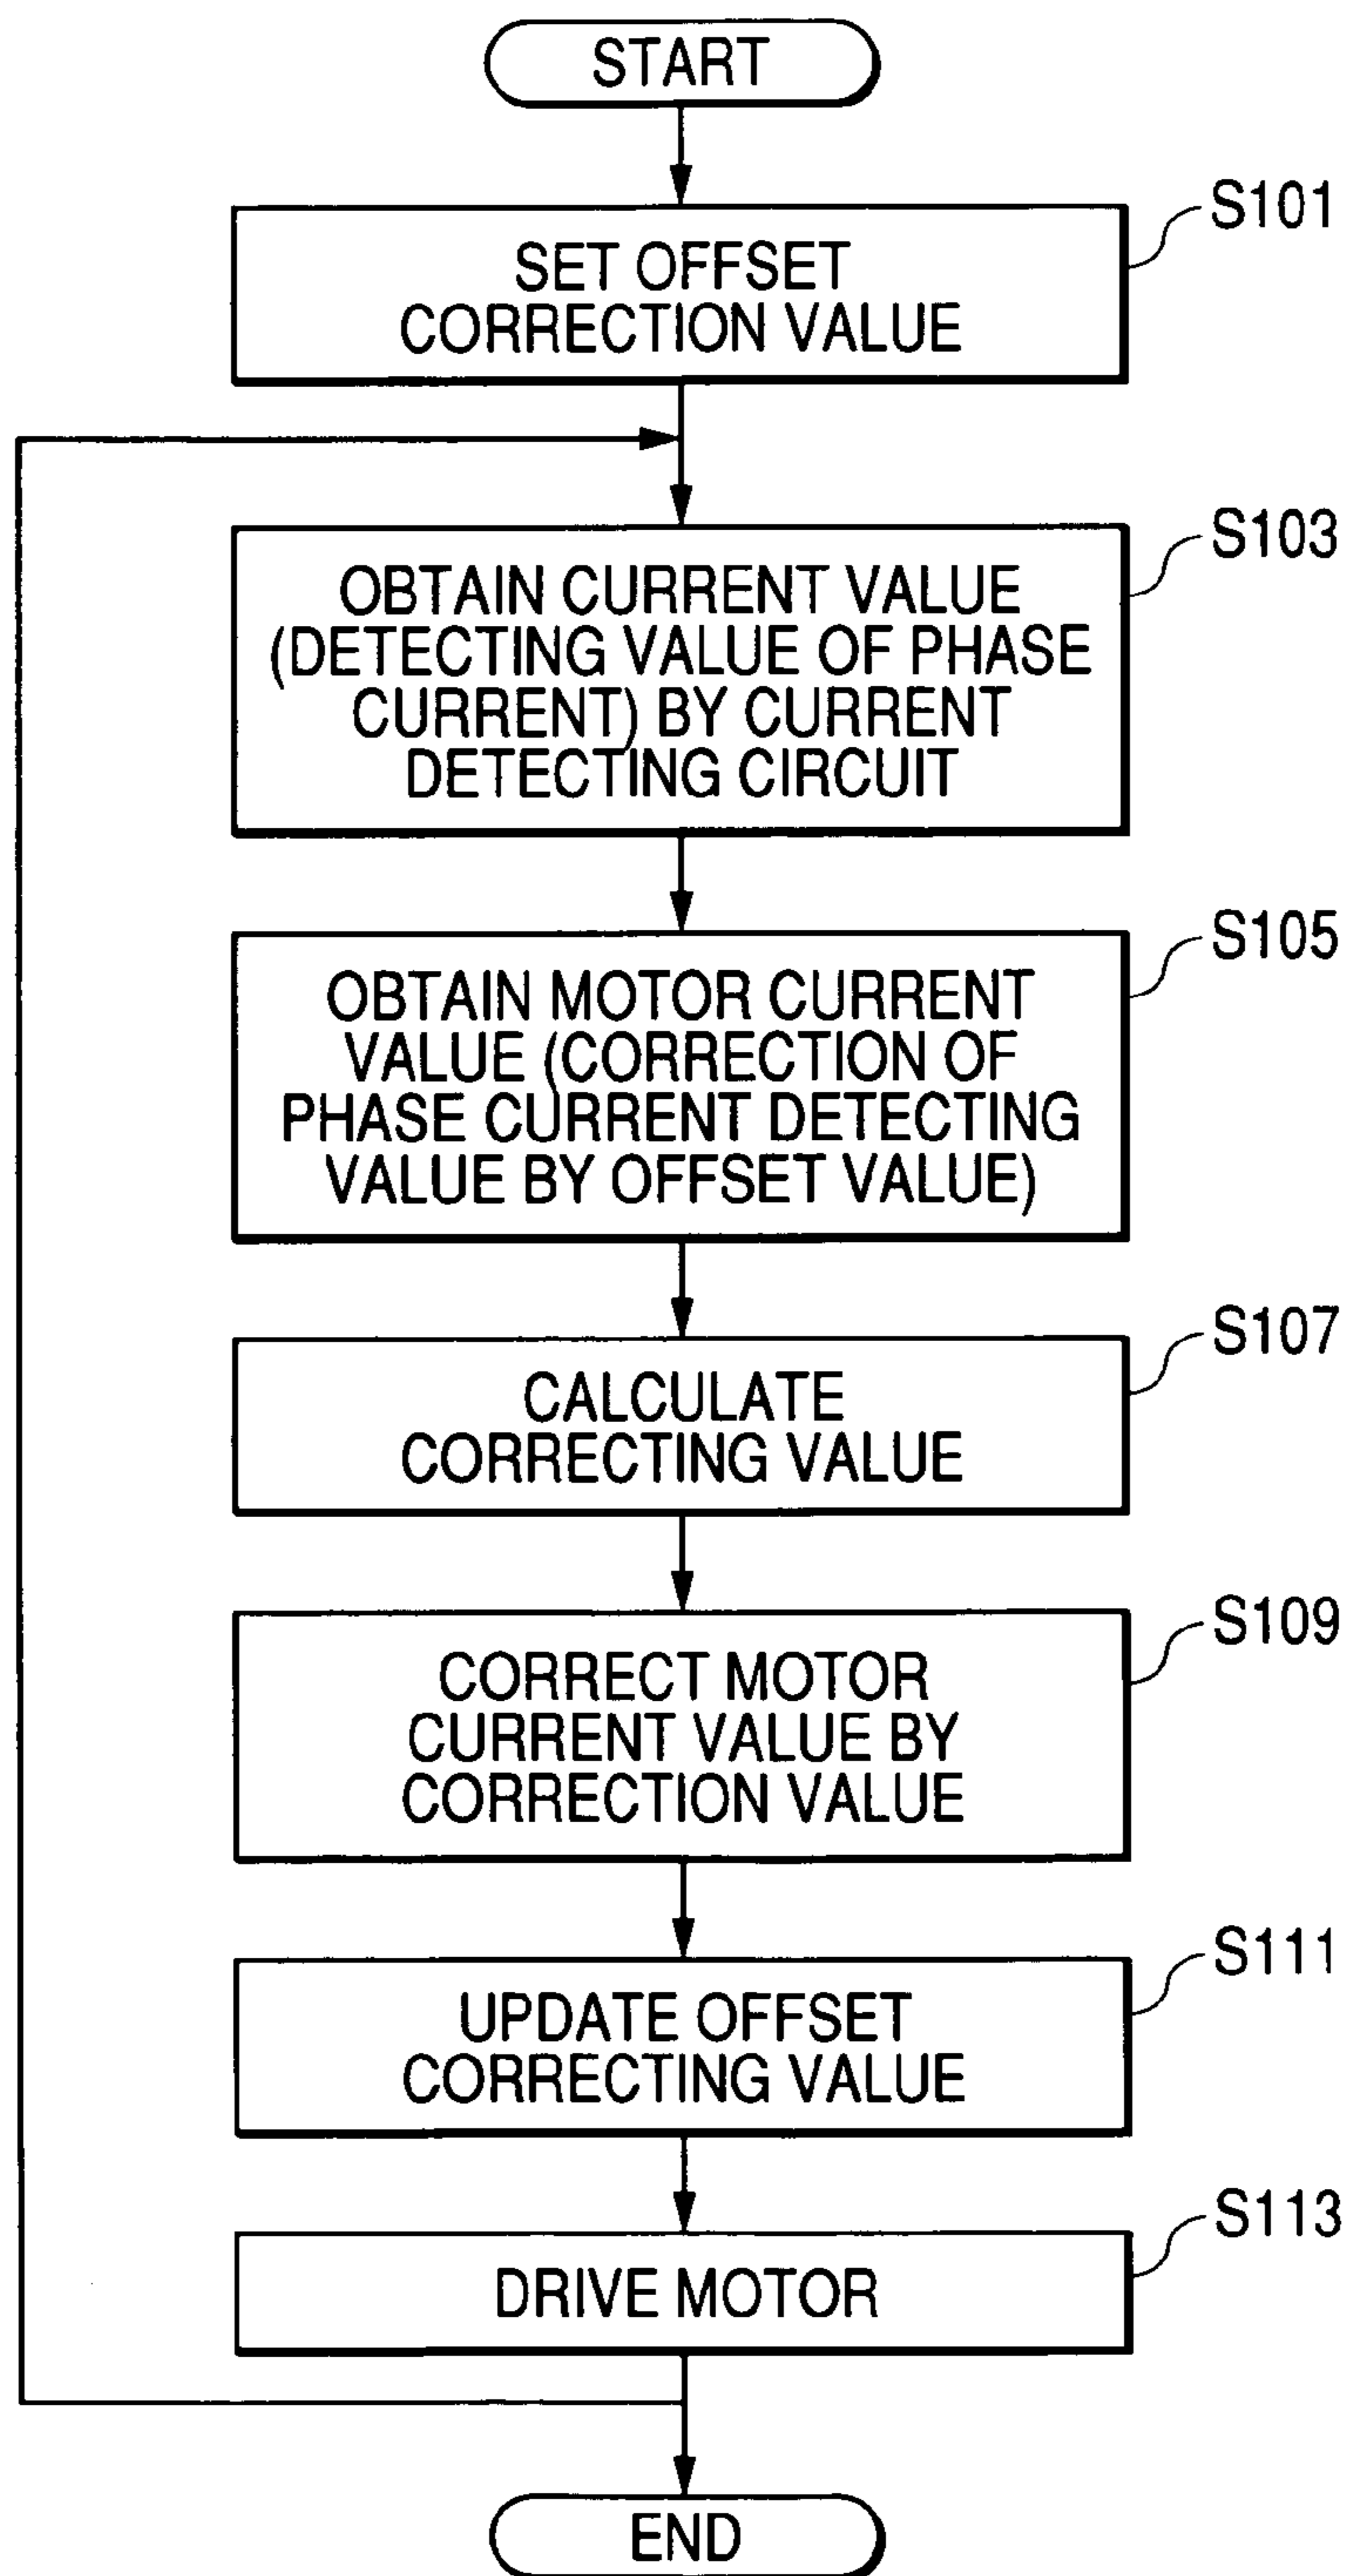 START
S101
SET OFFSET
CORRECTION VALUE
S103
OBTAIN CURRENT VALUE
(DETECTING VALUE OF PHASE
CURRENT) BY CURRENT
DETECTING CIRCUIT
S105
OBTAIN MOTOR CURRENT
VALUE (CORRECTION OF
PHASE CURRENT DETECTING
VALUE BY OFFSET VALUE)
S107
CALCULATE
CORRECTING VALUE
S109
CORRECT MOTOR
CURRENT VALUE BY
CORRECTION VALUE
S111
UPDATE OFFSET
CORRECTING VALUE
S113
DRIVE MOTOR
END